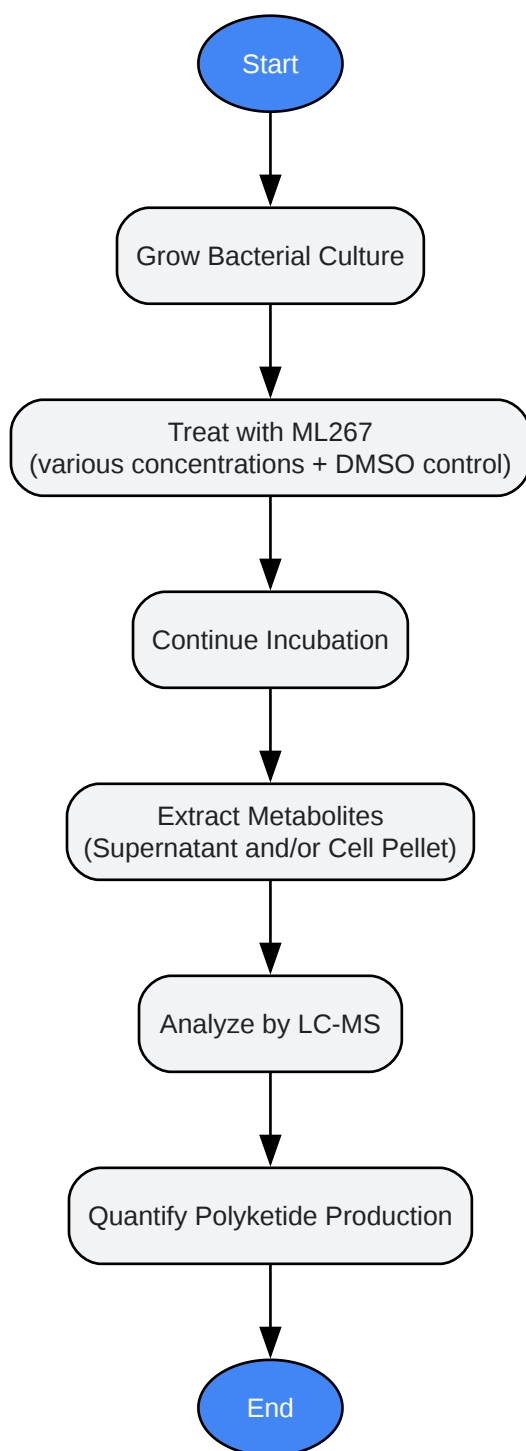 Start
Grow Bacterial Culture
Treat with ML267
(various concentrations + DMSO control)
Continue Incubation
Extract Metabolites
(Supernatant and/or Cell Pellet)
Analyze by LC-MS
Quantify Polyketide Production
End